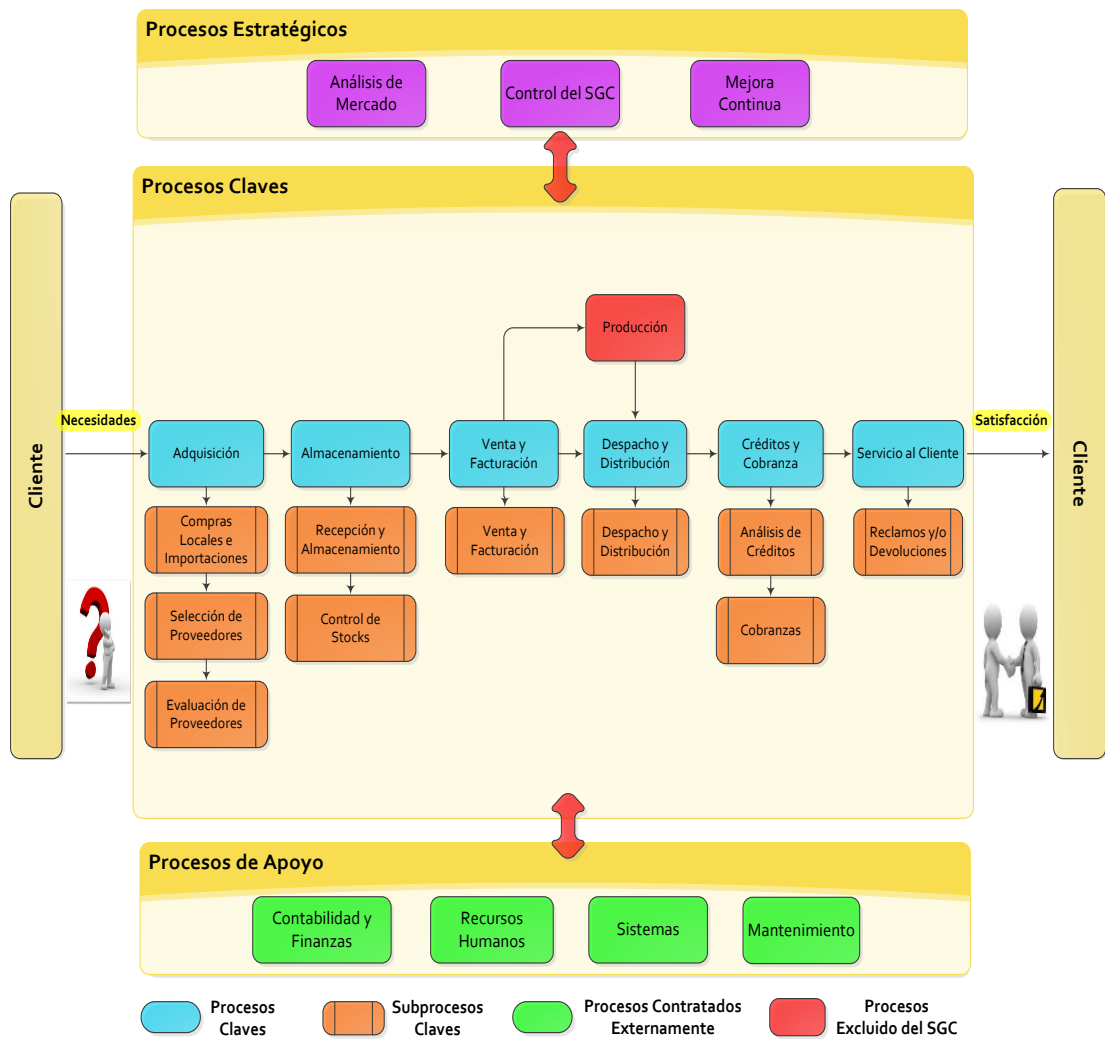 Procesos Estratégicos
Análisis de
Mercado
Control del SGC
Mejora
Continua
Procesos Claves
Producción
Necesidades
Satisfacción
Cliente
Cliente
Adquisición
Almacenamiento
Venta y
Facturación
Despacho y
Distribución
Créditos y
Cobranza
Servicio al Cliente
Compras
Locales e
Importaciones
Recepción y
Almacenamiento
Venta y
Facturación
Despacho y
Distribución
Análisis de
Créditos
Reclamos y/o
Devoluciones
Selección de
Proveedores
Control de
Stocks
Cobranzas
Evaluación de
Proveedores
Procesos de Apoyo
Contabilidad y
Finanzas
Recursos
Humanos
Sistemas
Mantenimiento
Procesos
Claves
Subprocesos
Claves
Procesos Contratados
Externamente
Procesos
Excluido del SGC